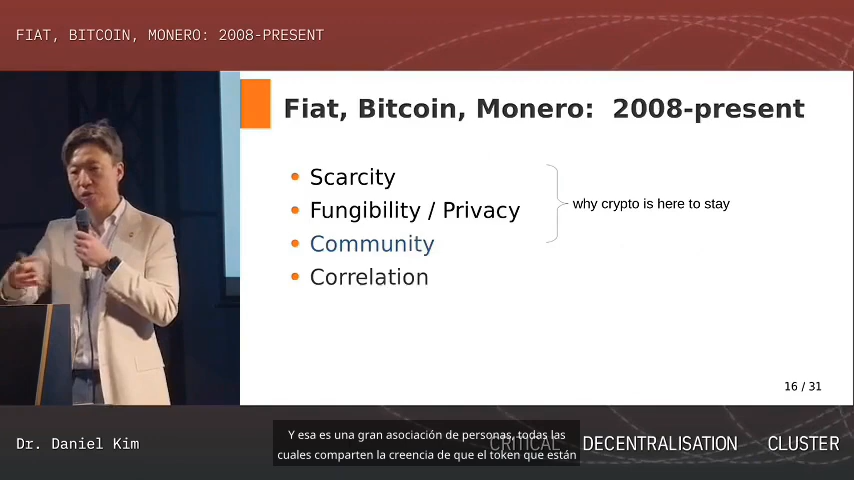 FIAT, BITCOIN, MONERO: 2008-PRESENT
Fiat, Bitcoin, Monero: 2008-present
Scarcity
Fungibility / Privacy
Community
Correlation
why crypto is here to stay
16 / 31
Dr. Daniel Kim
CRITICAL DECENTRALISATION CLUSTER
Y esa es una gran asociación de personas, todas las
cuales comparten la creencia de que el token que están